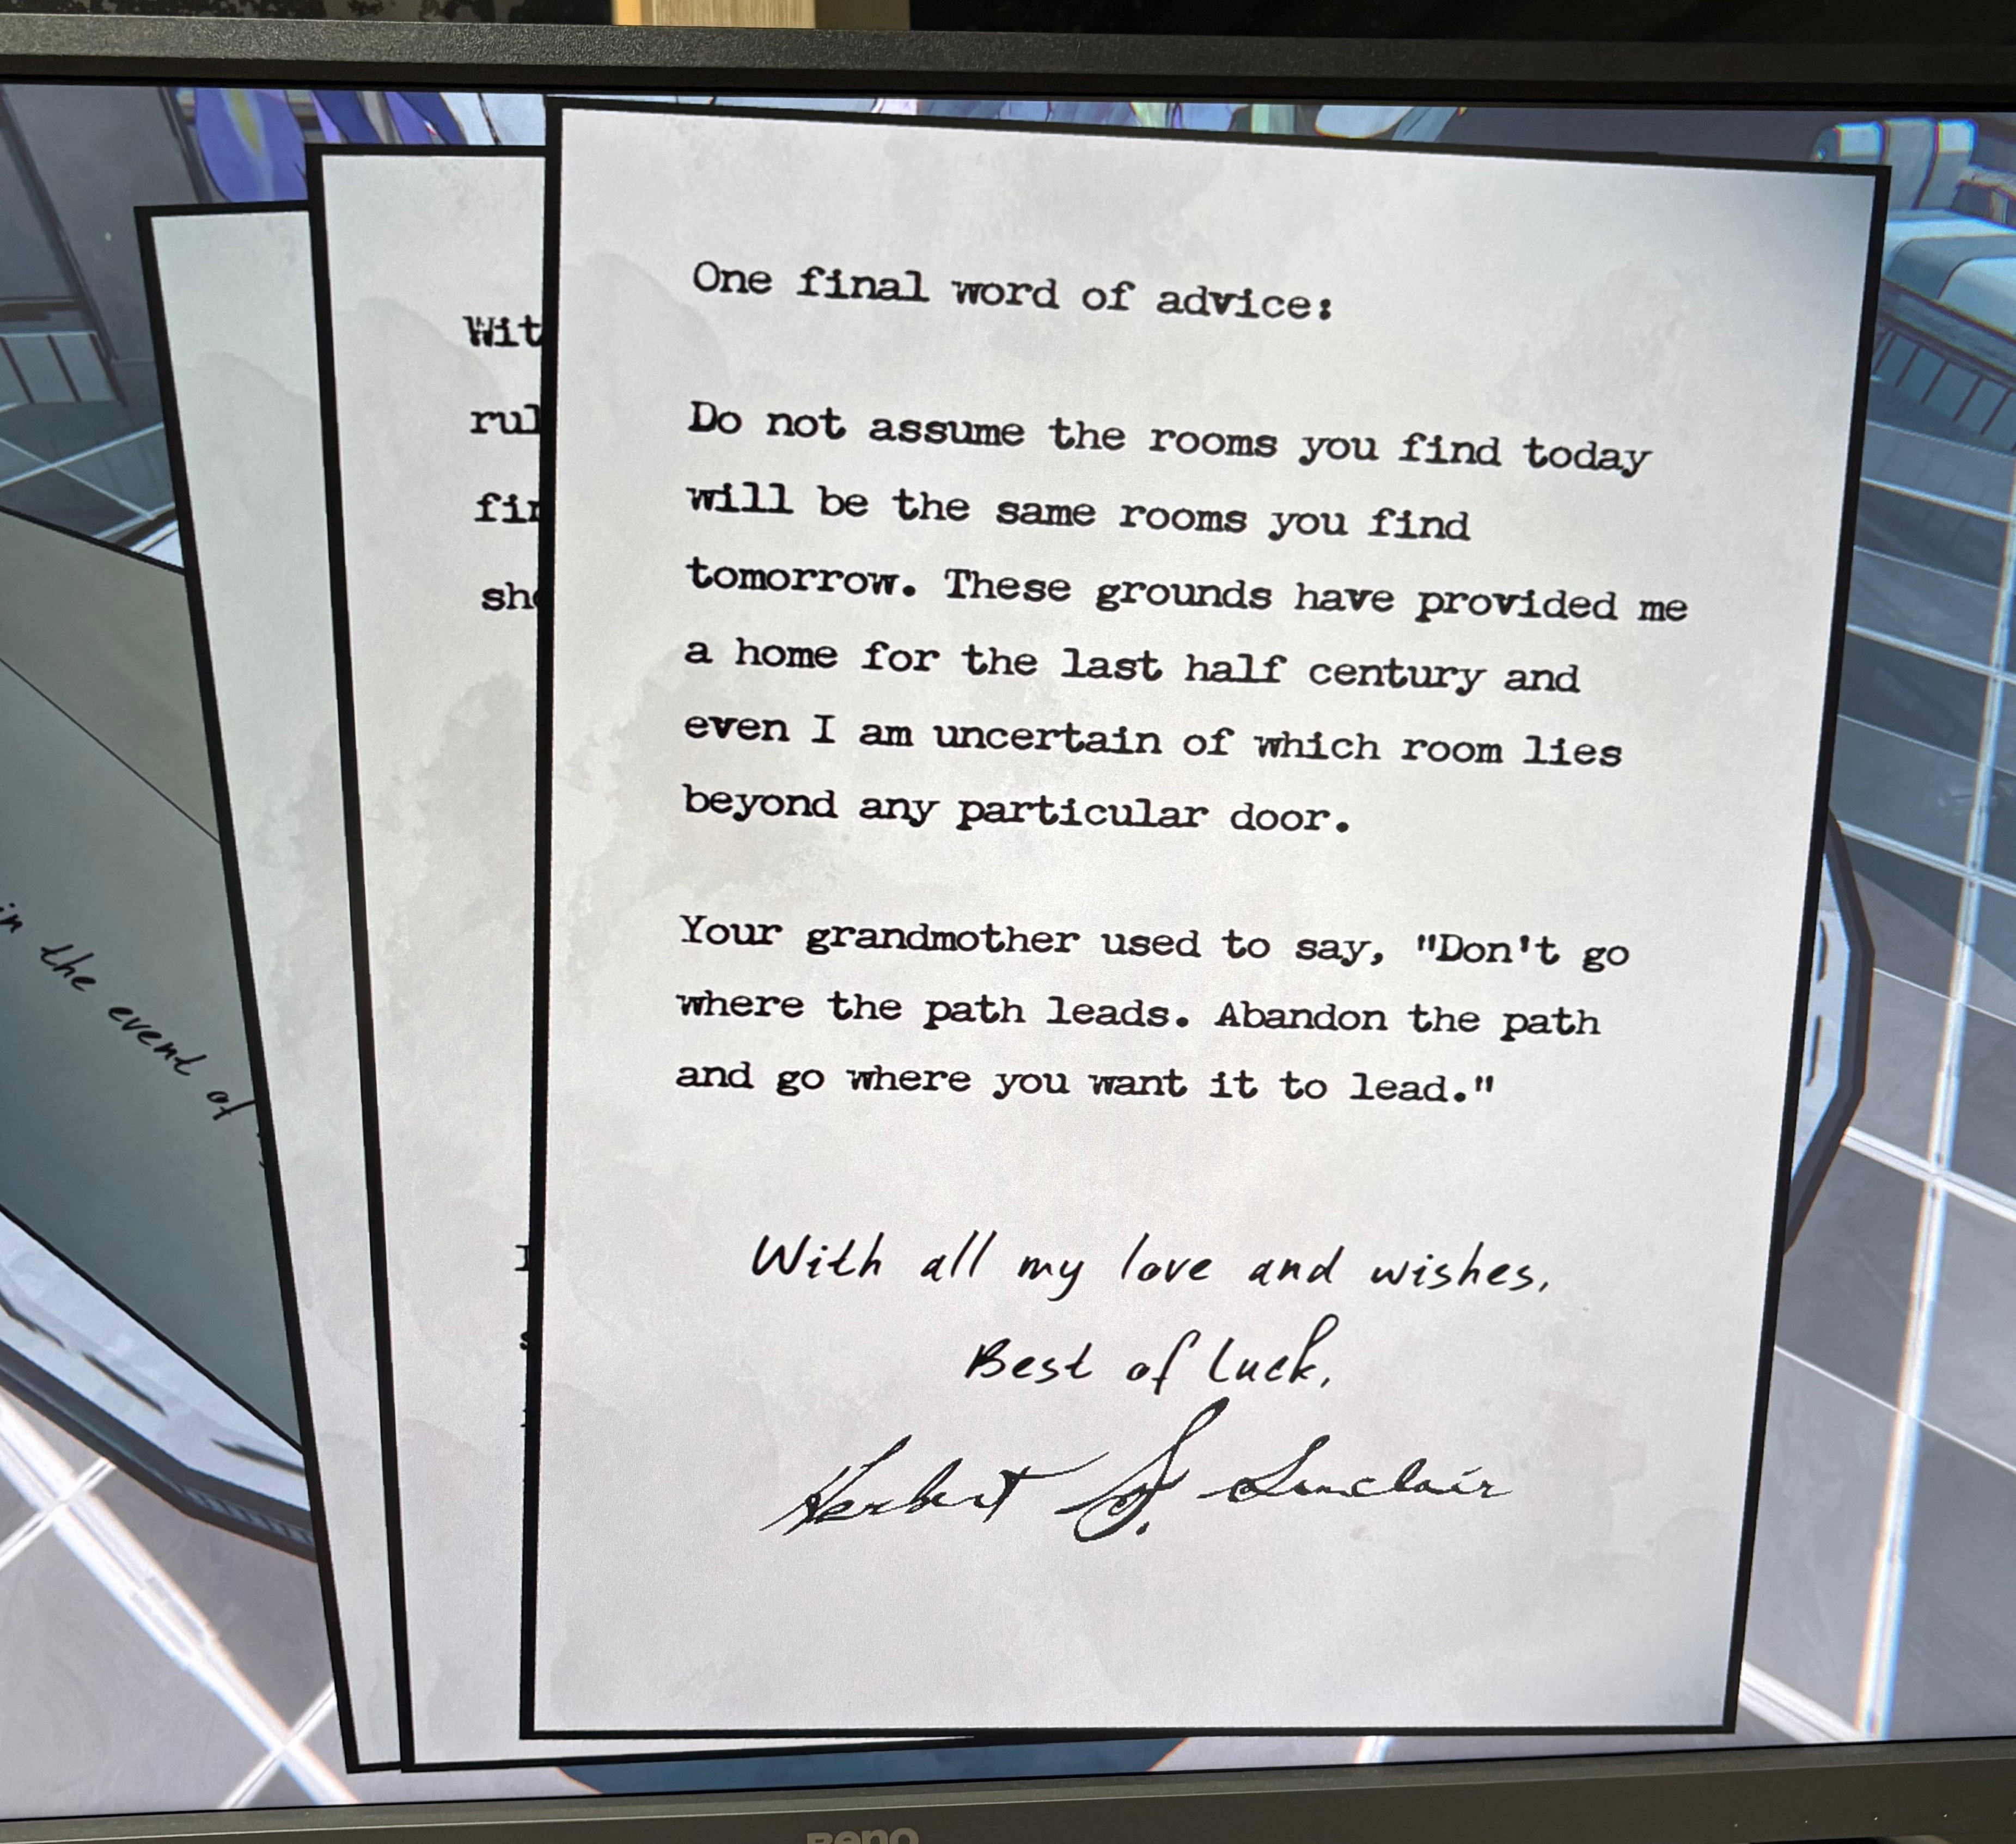 One final word of advice:
Do not assume the rooms you find today
will be the same rooms you find
tomorrow. These grounds have provided me
a home for the last half century and
even I am uncertain of which room lies
beyond any particular door.
Your grandmother used to say, "Don't go
where the path leads. Abandon the path
and go where you want it to lead."
With all my love and wishes,
Best of luck,
Herbert S. Sinclair
in the event of
BenQ